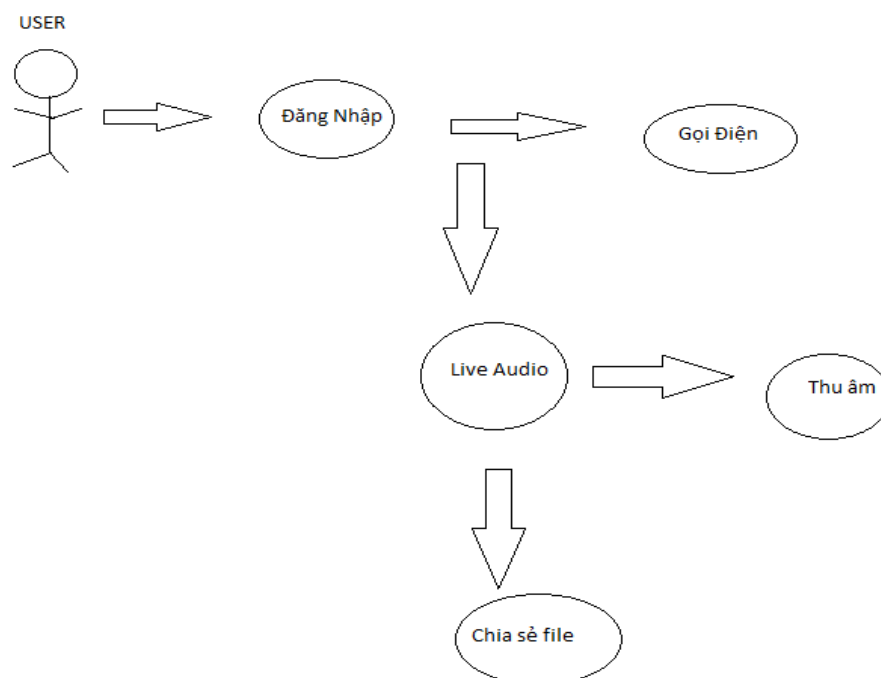 USER
Đăng Nhập
Gọi Điện
Live Audio
Thu âm
Chia sẻ file